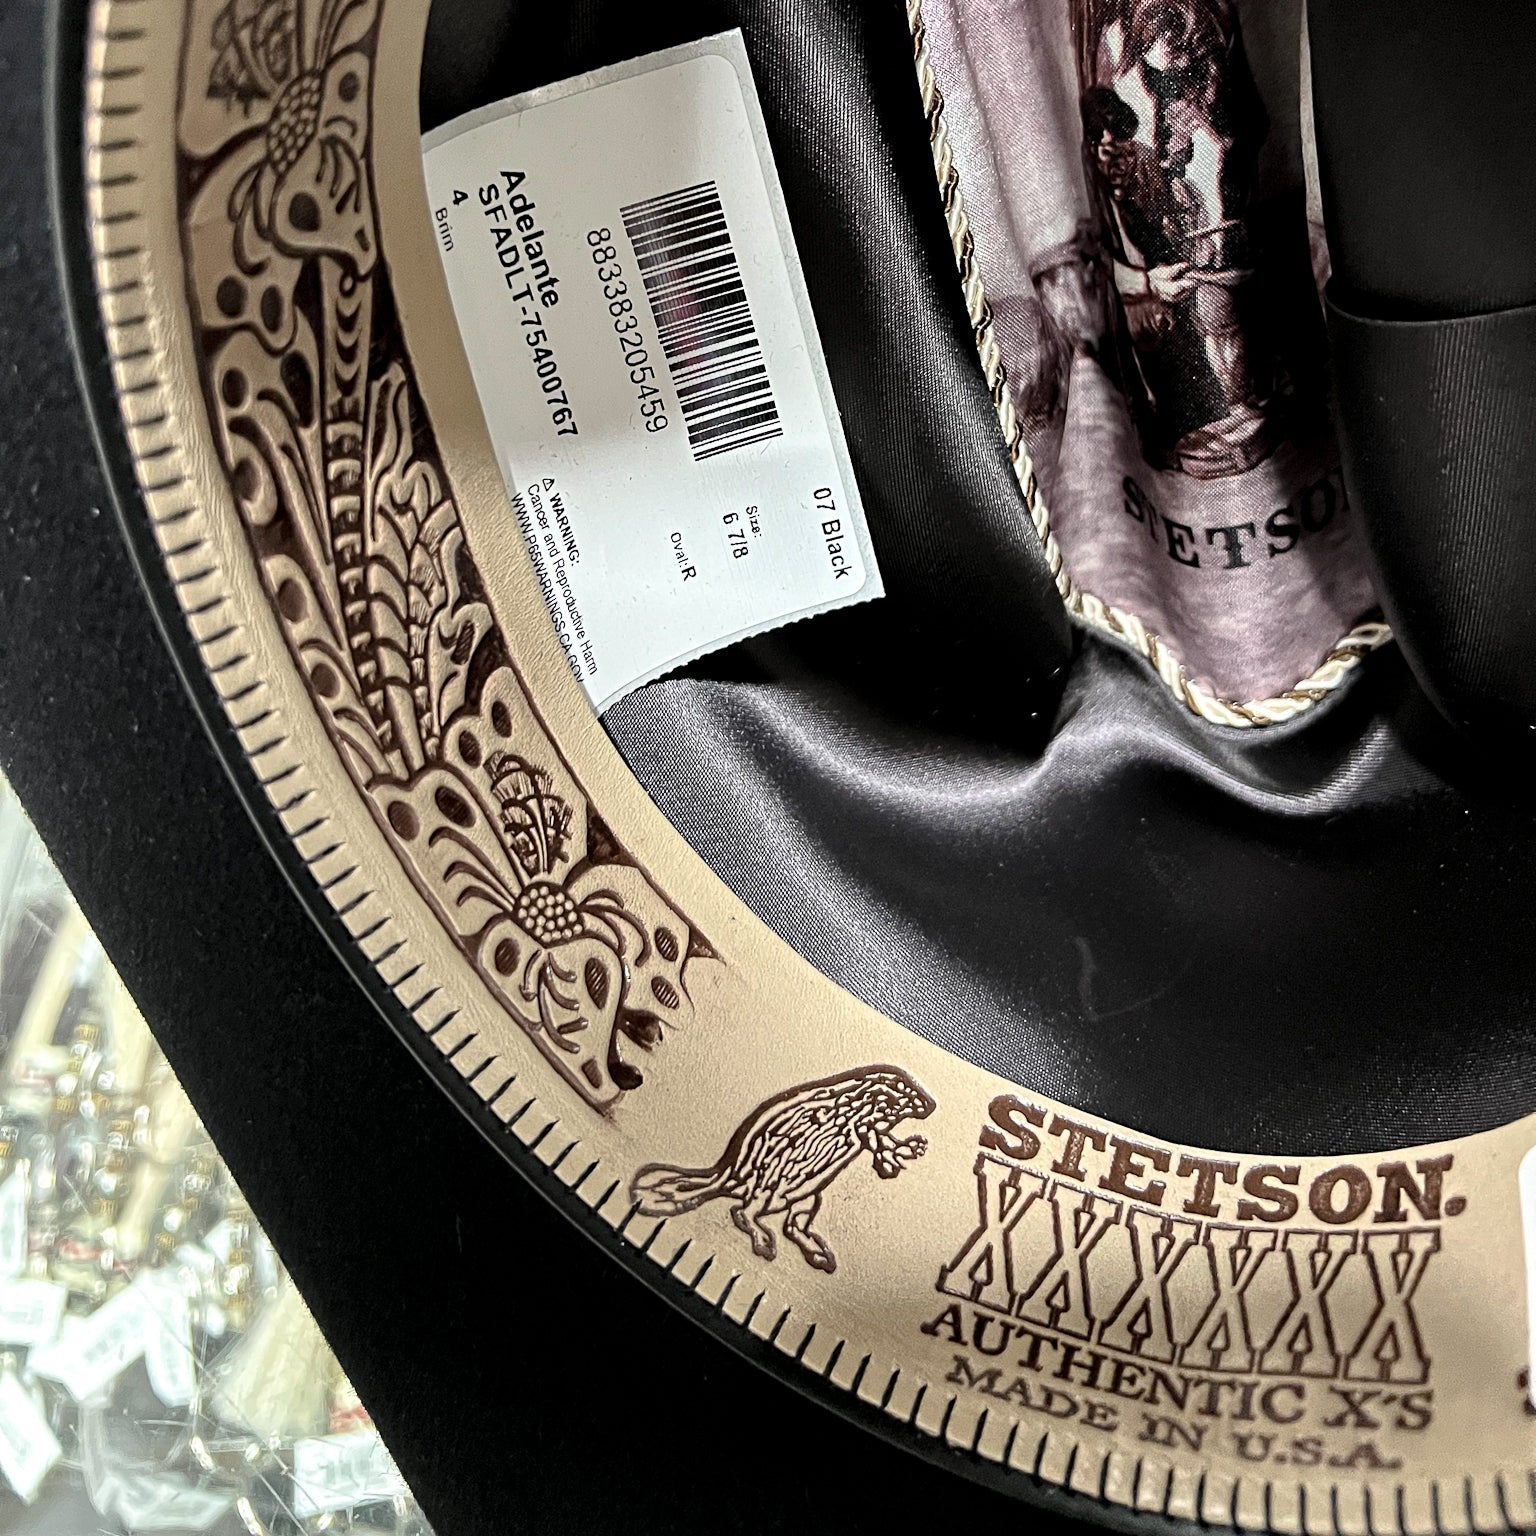 Adelante
SFADLT-75400767
4 Brim
883383205459
07 Black
Size:
6 7/8
Oval: R
⚠ WARNING:
Cancer and Reproductive Harm
WWW.P65WARNINGS.CA.GOV
STETSON
STETSON.
XXXXXX
AUTHENTIC X'S
MADE IN U.S.A.